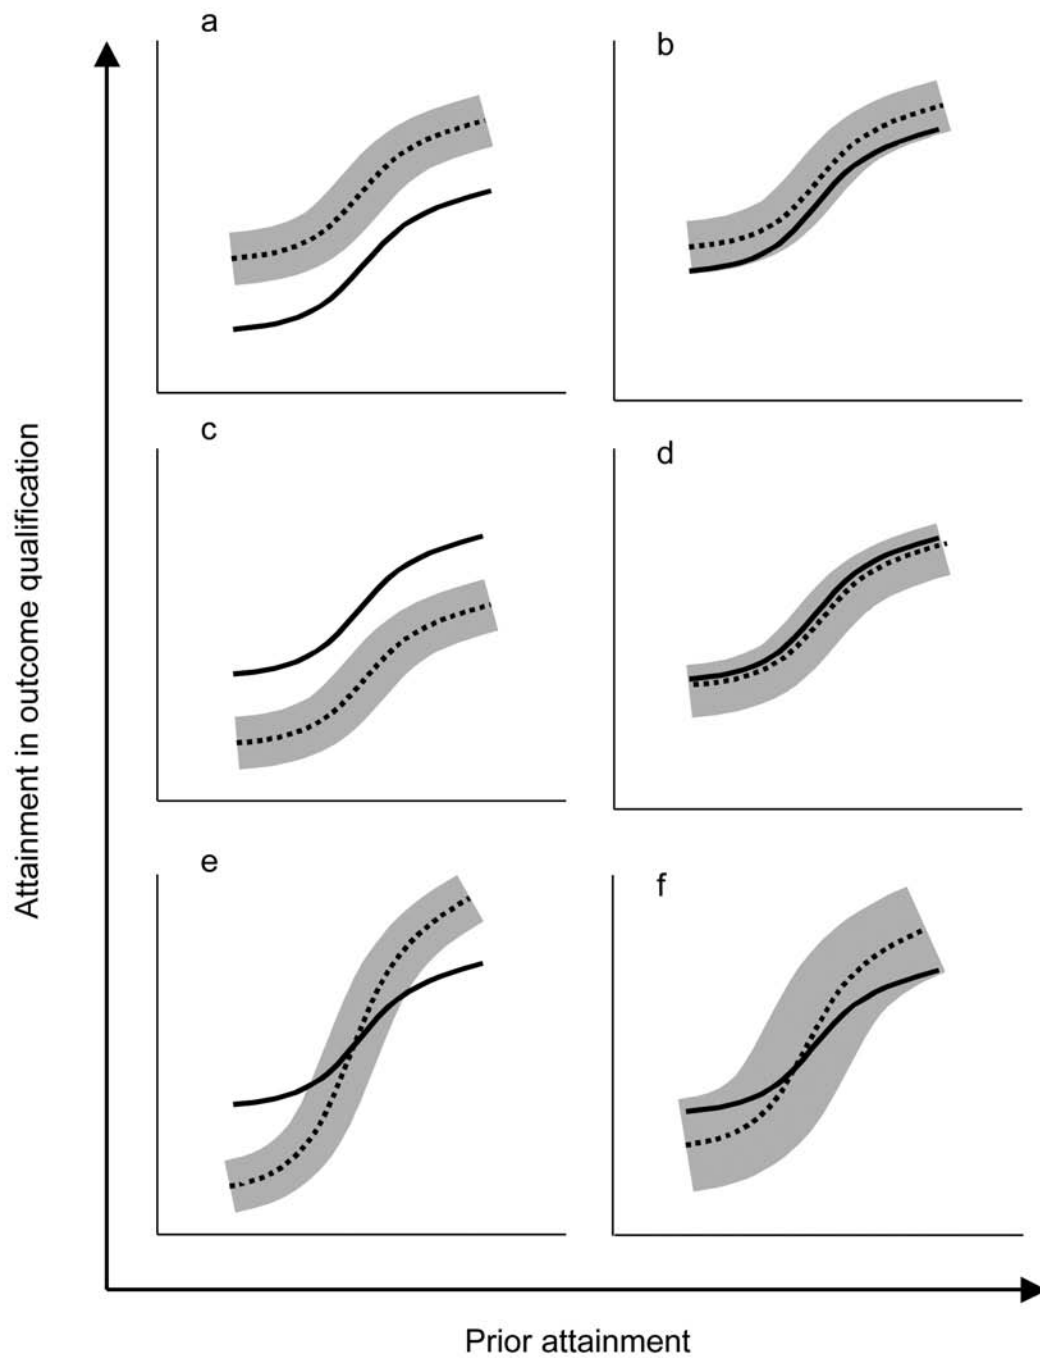 a
b
c
d
e
f
Attainment in outcome qualification
Prior attainment